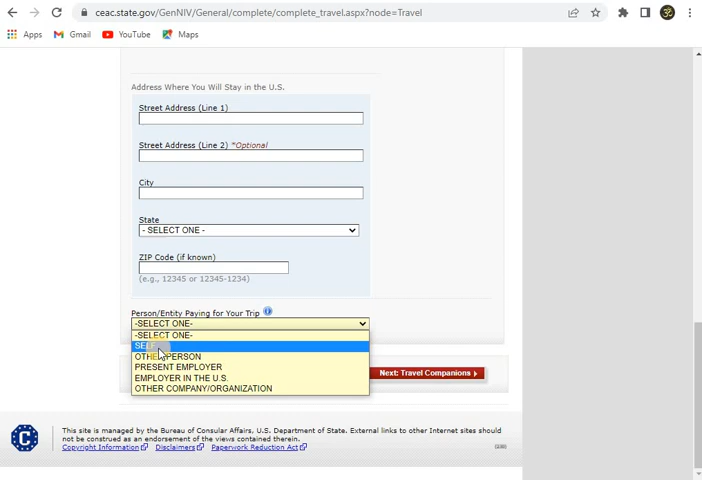 ceac.state.gov/GenNIV/General/complete/complete_travel.aspx?node=Travel
Apps Gmail YouTube Maps
Address Where You Will Stay in the U.S.
Street Address (Line 1)
Street Address (Line 2) *Optional
City
State
- SELECT ONE -
ZIP Code (if known)
(e.g., 12345 or 12345-1234)
Person/Entity Paying for Your Trip
-SELECT ONE-
-SELECT ONE-
OTHER PERSON
PRESENT EMPLOYER
Next: Travel Companions
EMPLOYER IN THE U.S.
OTHER COMPANY/ORGANIZATION
This site is managed by the Bureau of Consular Affairs, U.S. Department of State. External links to other Internet sites should
not be construed as an endorsement of the views contained therein.
Copyright Information Disclaimers Paperwork Reduction Act